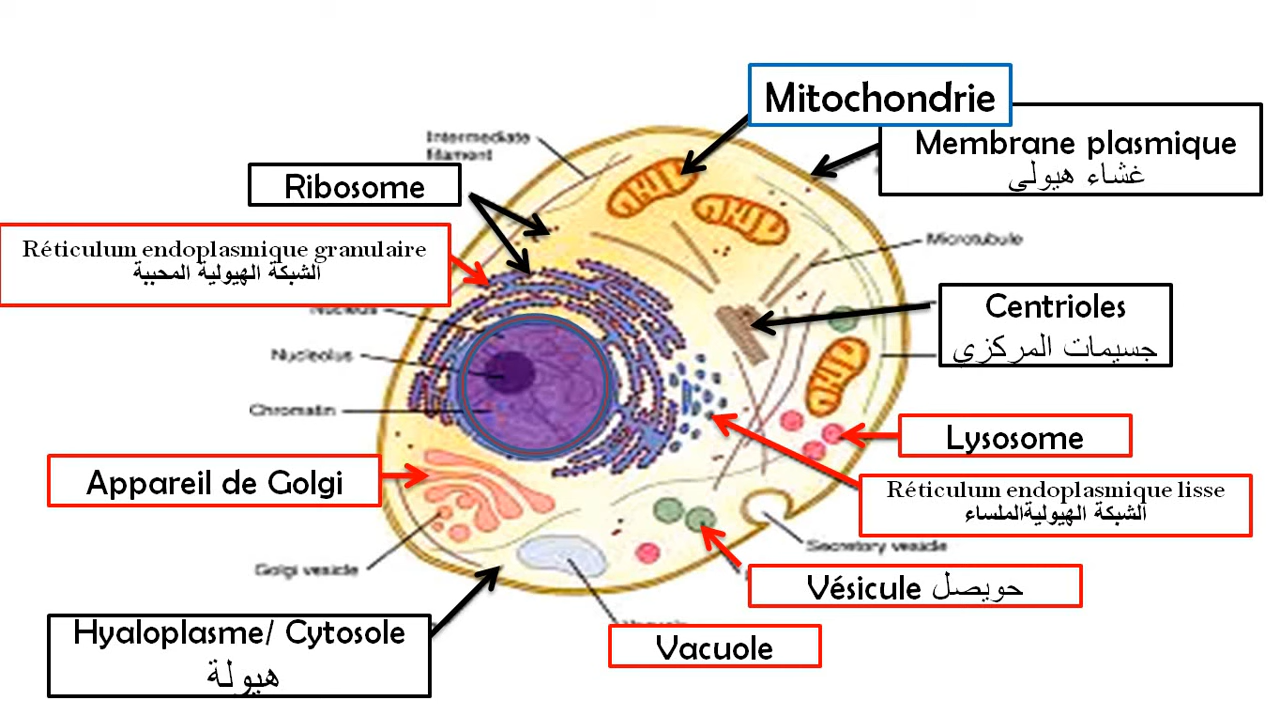 Mitochondrie
Membrane plasmique
غشاء هيولي
Intermediate
filament
Ribosome
Réticulum endoplasmique granulaire
الشبكة الهيولية المحببة
Microtubule
Centrioles
جسيمات المركزي
Nucleus
Nucleolus
Chromatin
Lysosome
Appareil de Golgi
Réticulum endoplasmique lisse
الشبكة الهيوليةالملساء
Secretory vesicle
Golgi vesicle
Vésicule حويصل
Hyaloplasme/ Cytosole
هيولة
Vacuole